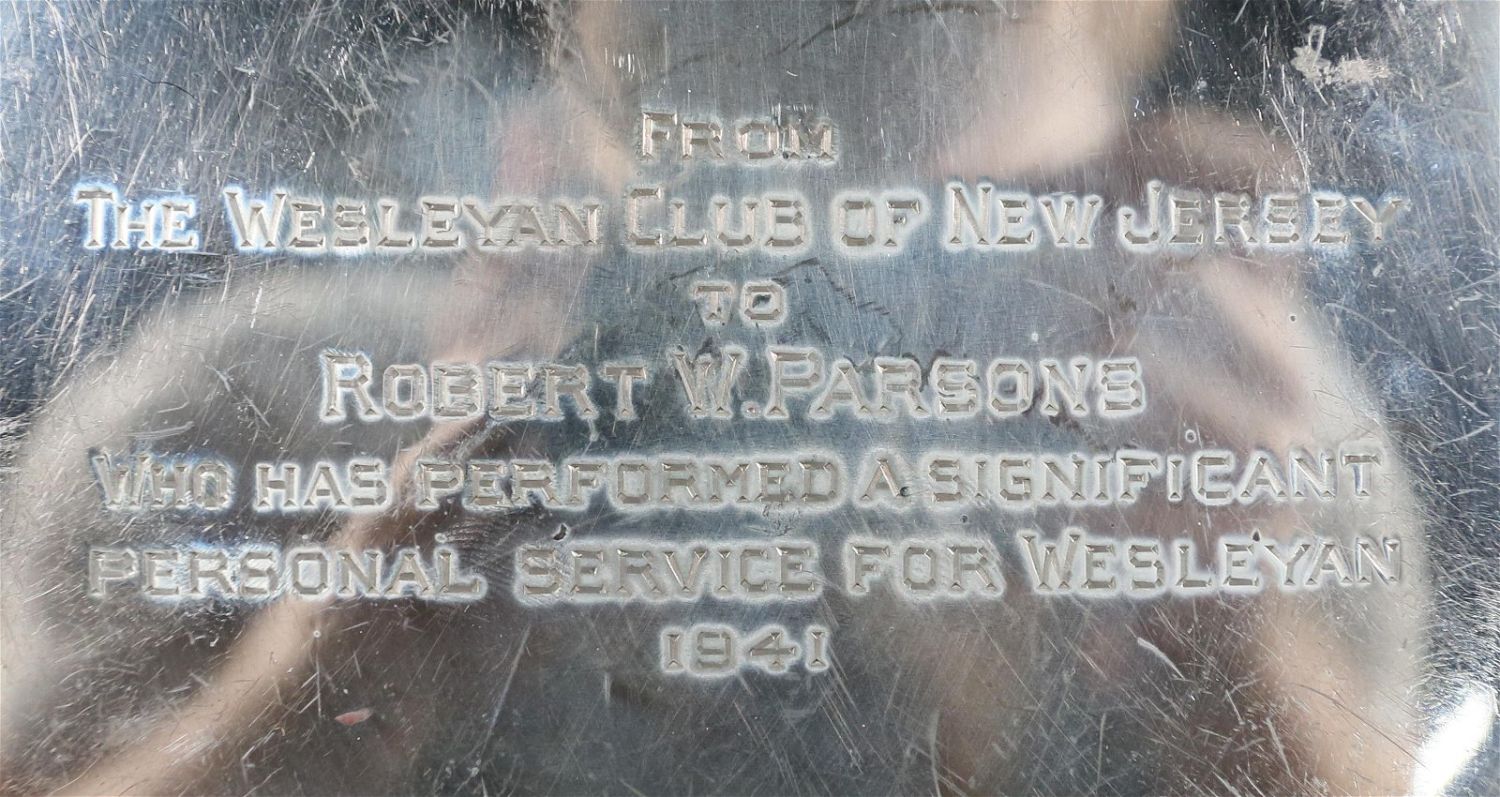 From
The Wesleyan Club of New Jersey
to
Robert W. Parsons
Who has performed a significant
personal service for Wesleyan
1941